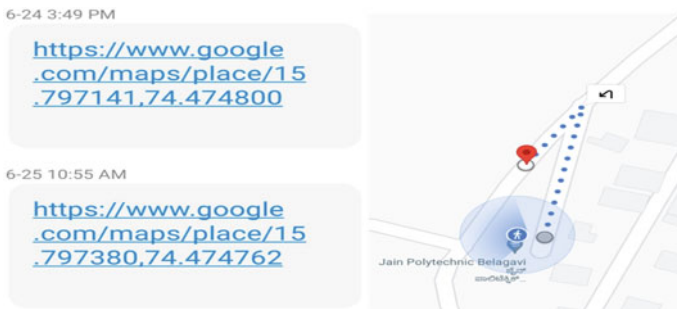 6-24 3:49 PM
https://www.google
.com/maps/place/15
.797141,74.474800
6-25 10:55 AM
https://www.google
.com/maps/place/15
.797380,74.474762
Jain Polytechnic Belagavi
ಜೈನ್
ಪಾಲಿಟೆಕ್ನಿಕ್...